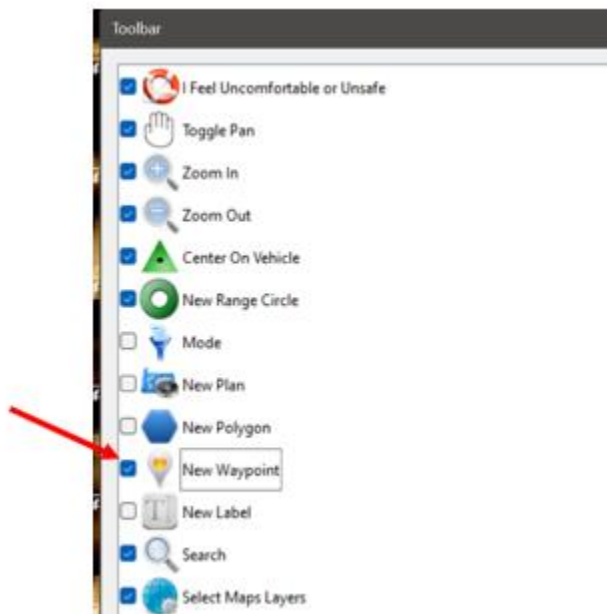 Toolbar
I Feel Uncomfortable or Unsafe
Toggle Pan
Zoom In
Zoom Out
Center On Vehicle
New Range Circle
Mode
New Plan
New Polygon
New Waypoint
New Label
Search
Select Maps Layers